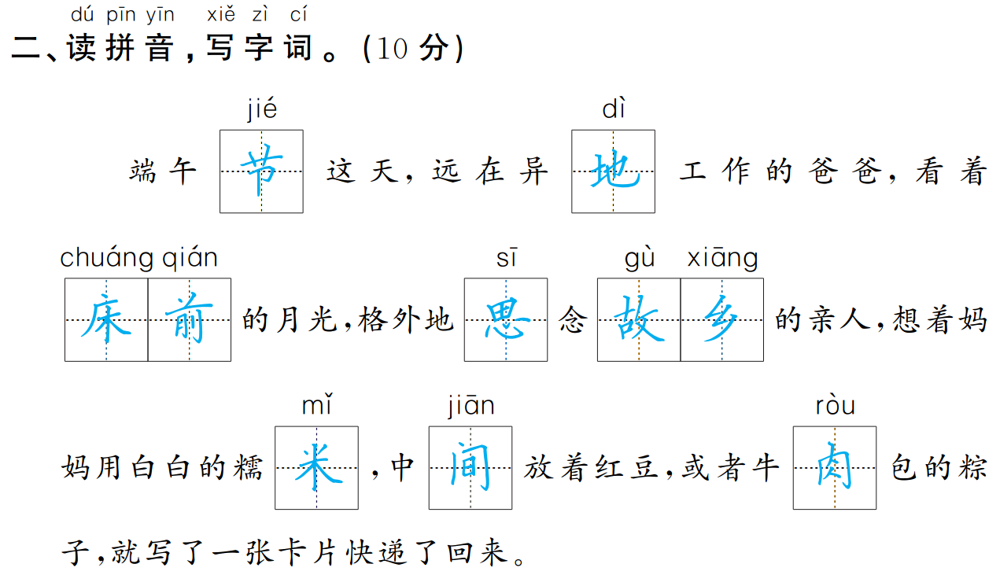 dú pīn yīn xiě zì cí
二、读拼音,写字词。(10 分)
jié dì
端午节这天,远在异地工作的爸爸,看着
chuáng qián sī gù xiāng
床前的月光,格外地思念故乡的亲人,想着妈
mǐ jiān ròu
妈用白白的糯米,中间放着红豆,或者牛肉包的粽
子,就写了一张卡片快递了回来。